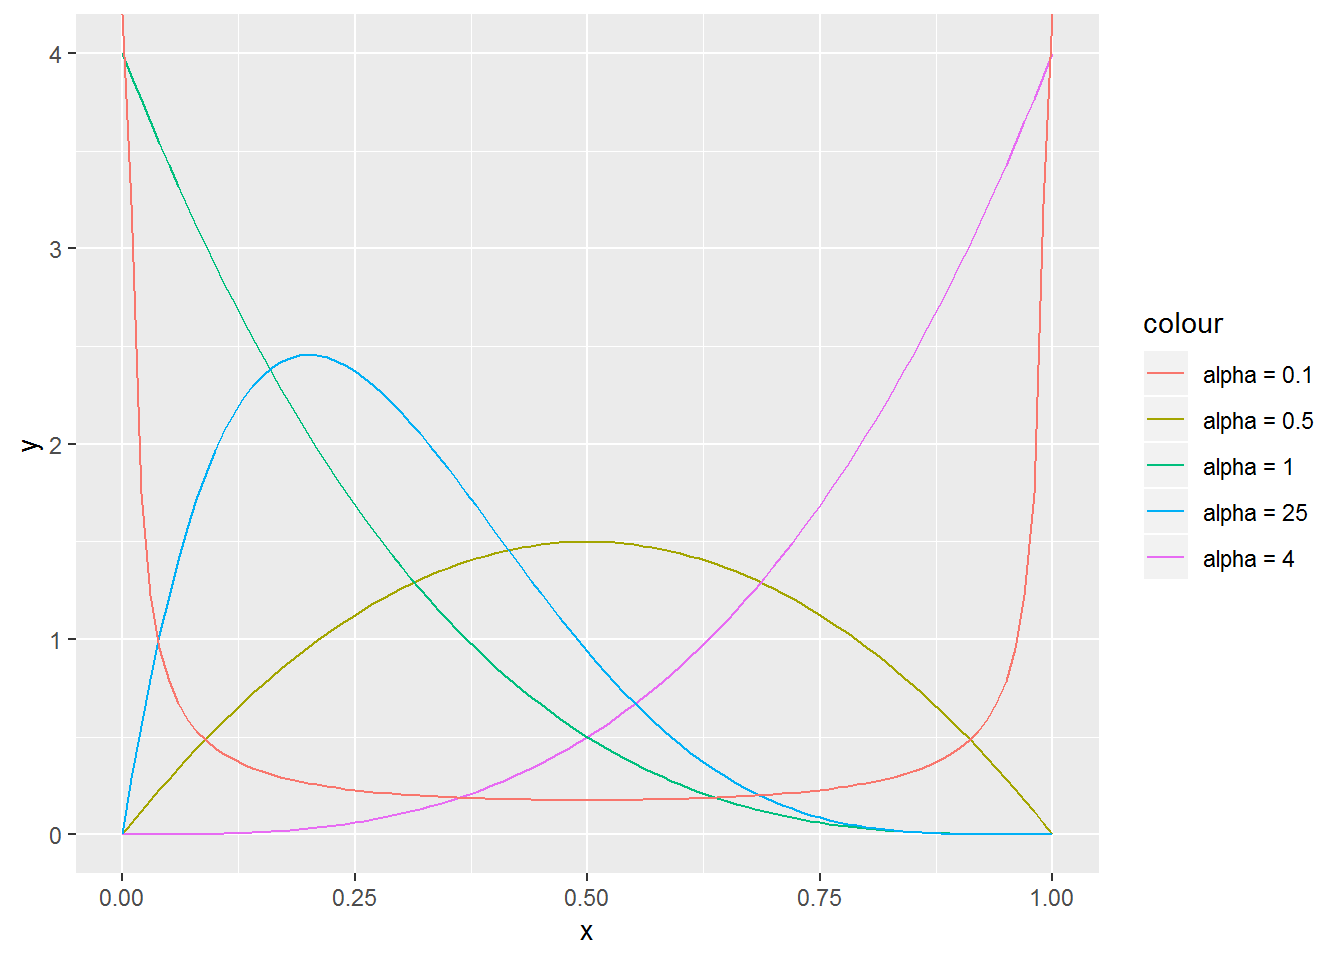 4
3
2
1
0
y
0.00 0.25 0.50 0.75 1.00
x
colour
alpha = 0.1
alpha = 0.5
alpha = 1
alpha = 25
alpha = 4